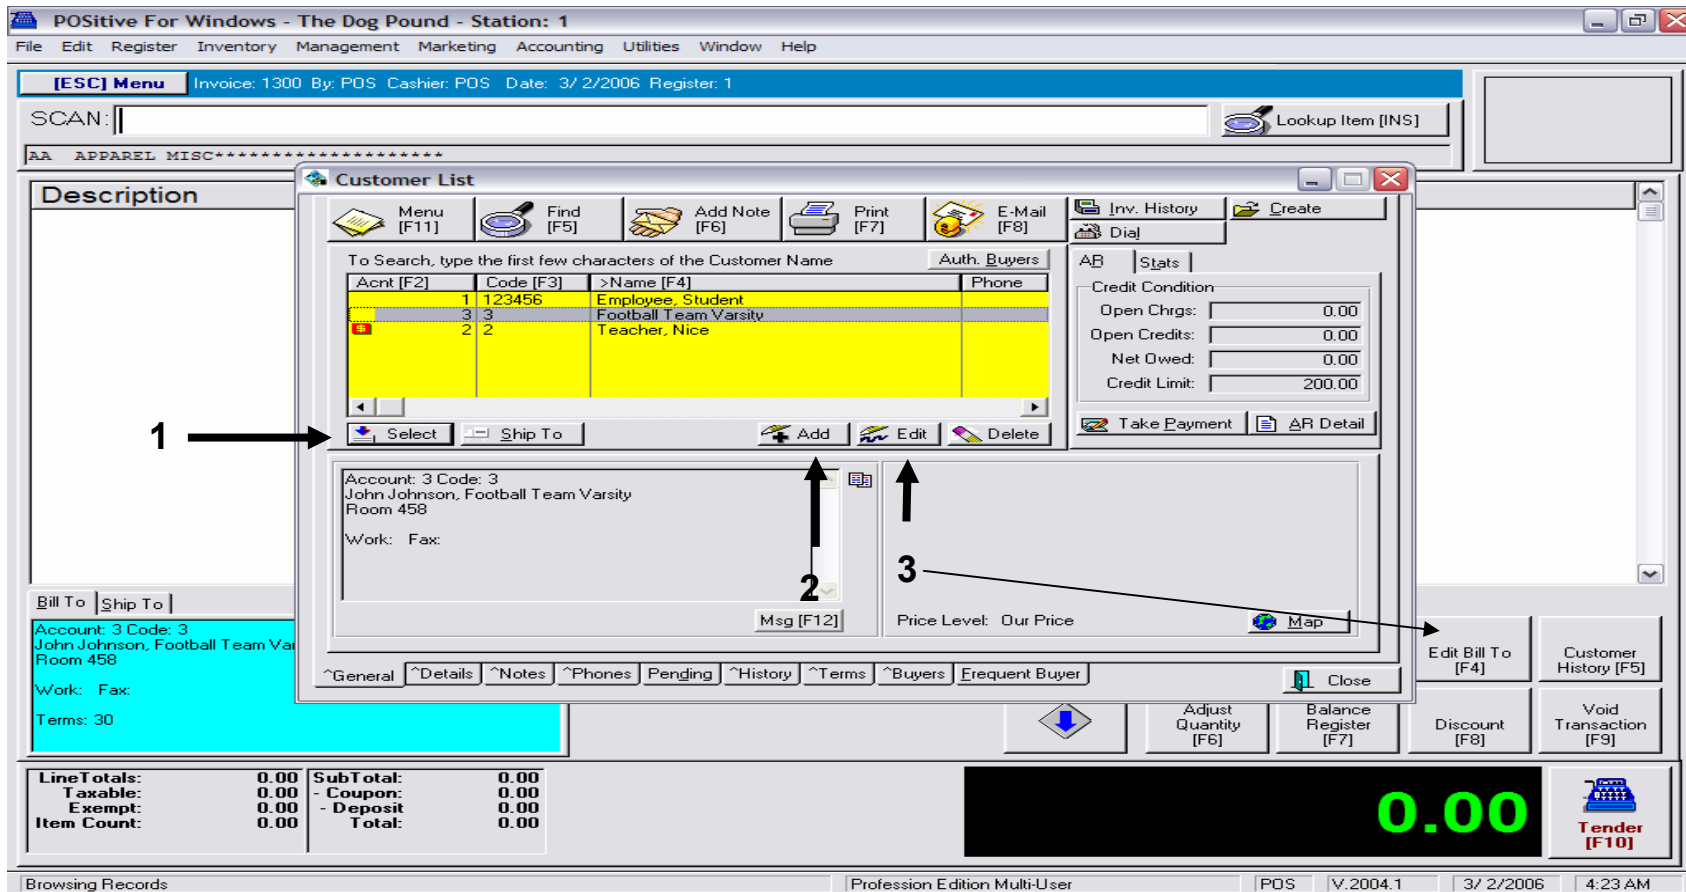 POSitive For Windows - The Dog Pound - Station: 1
File Edit Register Inventory Management Marketing Accounting Utilities Window Help
[ESC] Menu Invoice: 1300 By: POS Cashier: POS Date: 3/ 2/2006 Register: 1
SCAN:
Lookup Item [INS]
AA APPAREL MISC********************
Description
Customer List
Menu [F11]
Find [F5]
Add Note [F6]
Print [F7]
E-Mail [F8]
Inv. History
Create
Dial
To Search, type the first few characters of the Customer Name
Auth. Buyers
AR Stats
Acnt [F2] Code [F3] >Name [F4] Phone
1 123456 Employee, Student
3 3 Football Team Varsity
$ 2 2 Teacher, Nice
Credit Condition
Open Chrgs: 0.00
Open Credits: 0.00
Net Owed: 0.00
Credit Limit: 200.00
Take Payment AR Detail
1
Select Ship To Add Edit Delete
Account: 3 Code: 3
John Johnson, Football Team Varsity
Room 458
Work: Fax:
2
3
Msg [F12]
Price Level: Our Price
Map
^General ^Details ^Notes ^Phones Pending ^History ^Terms ^Buyers Frequent Buyer
Close
Bill To Ship To
Account: 3 Code: 3
John Johnson, Football Team Va
Room 458
Work: Fax:
Terms: 30
Edit Bill To
[F4]
Customer
History [F5]
Adjust
Quantity
[F6]
Balance
Register
[F7]
Discount
[F8]
Void
Transaction
[F9]
LineTotals: 0.00 SubTotal: 0.00
Taxable: 0.00 - Coupon: 0.00
Exempt: 0.00 - Deposit 0.00
Item Count: 0.00 Total: 0.00
0.00
Tender
[F10]
Browsing Records Profession Edition Multi-User POS V.2004.1 3/ 2/2006 4:23 AM